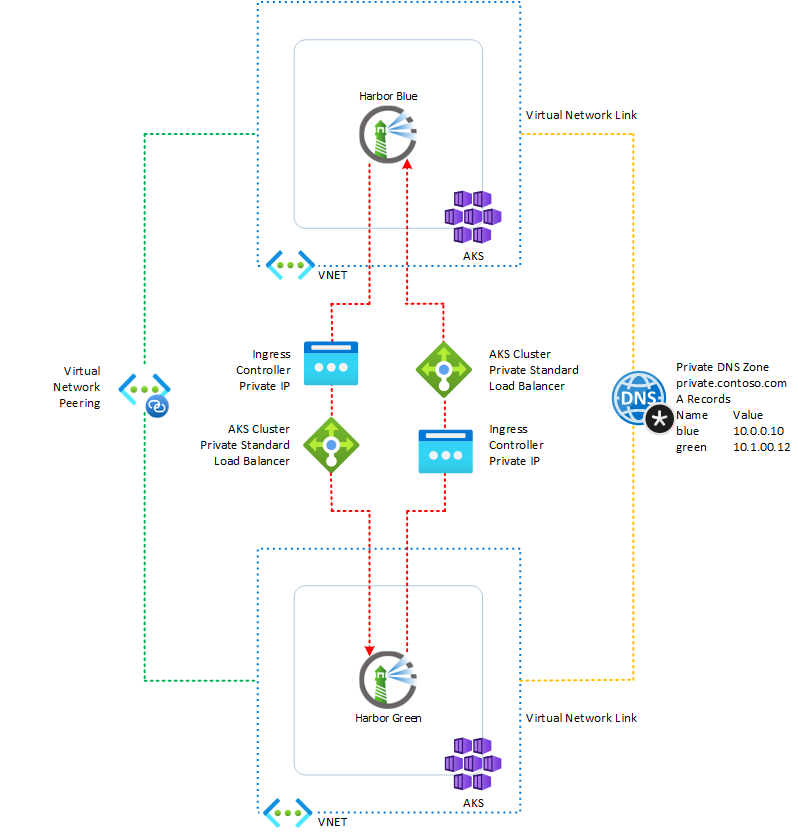 Harbor Blue
Virtual Network Link
AKS
VNET
Ingress
Controller
Private IP
AKS Cluster
Private Standard
Load Balancer
Virtual
Network
Peering
AKS Cluster
Private Standard
Load Balancer
Ingress
Controller
Private IP
DNS
*
Private DNS Zone
private.contoso.com
A Records
Name Value
blue 10.0.0.10
green 10.1.00.12
Harbor Green
Virtual Network Link
AKS
VNET